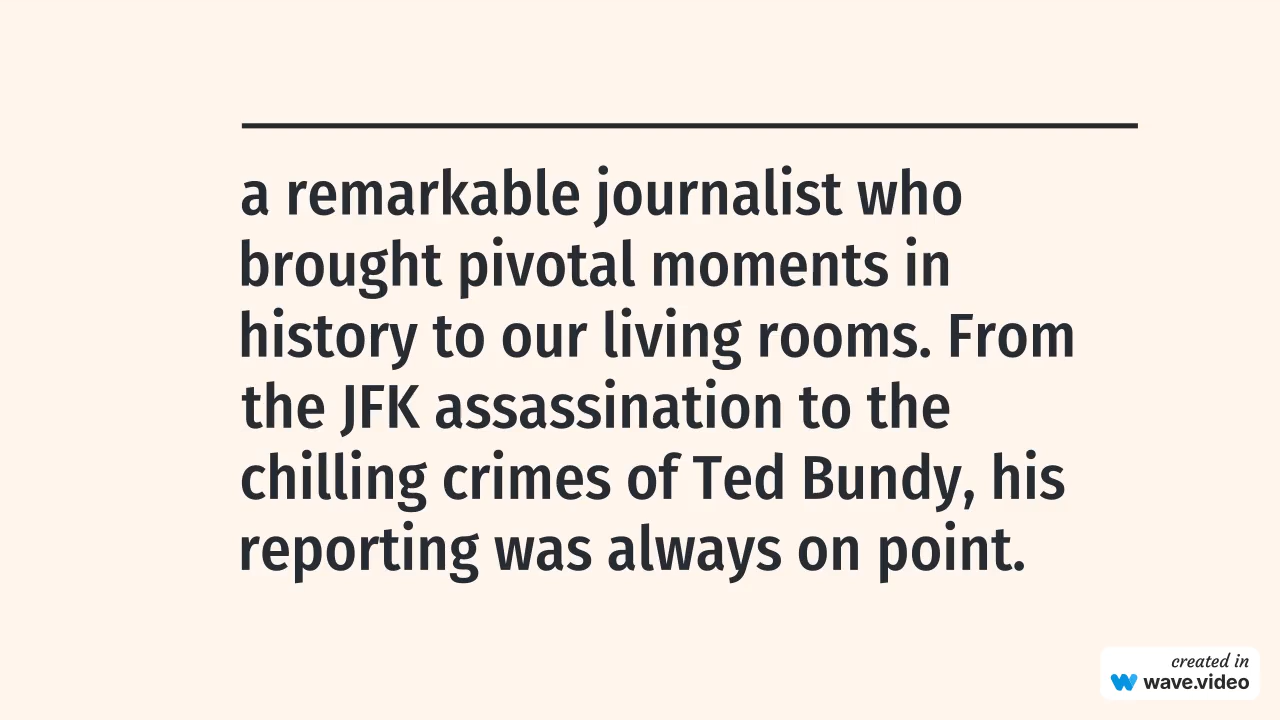 a remarkable journalist who
brought pivotal moments in
history to our living rooms. From
the JFK assassination to the
chilling crimes of Ted Bundy, his
reporting was always on point.
created in
wave.video